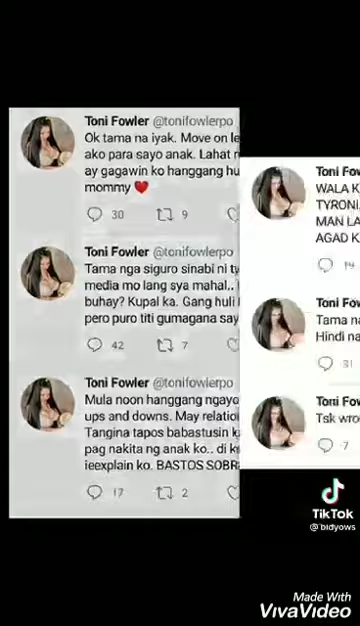 Toni Fowler @tonifowlerpo
Ok tama na iyak. Move on le
ako para sayo anak. Lahat
ay gagawin ko hanggang hu
mommy ❤️
30 9
Toni Fowler @tonifowlerpo
Tama nga siguro sinabi ni ty
media mo lang sya mahal..
buhay? Kupal ka. Gang huli
pero puro titi gumagana say
42 7
Toni Fowler @tonifowlerpo
Mula noon hanggang ngayo
ups and downs. May relatio
Tangina tapos babastusin k
pag nakita ng anak ko.. di k
ieexplain ko. BASTOS SOBR
17 2
Toni Fow
WALA K
TYRONI
MAN LA
AGAD K
Toni Fow
Tama na
Hindi na
31
Toni Fow
Tsk wro
7
TikTok
@bidyows
Made With
VivaVideo